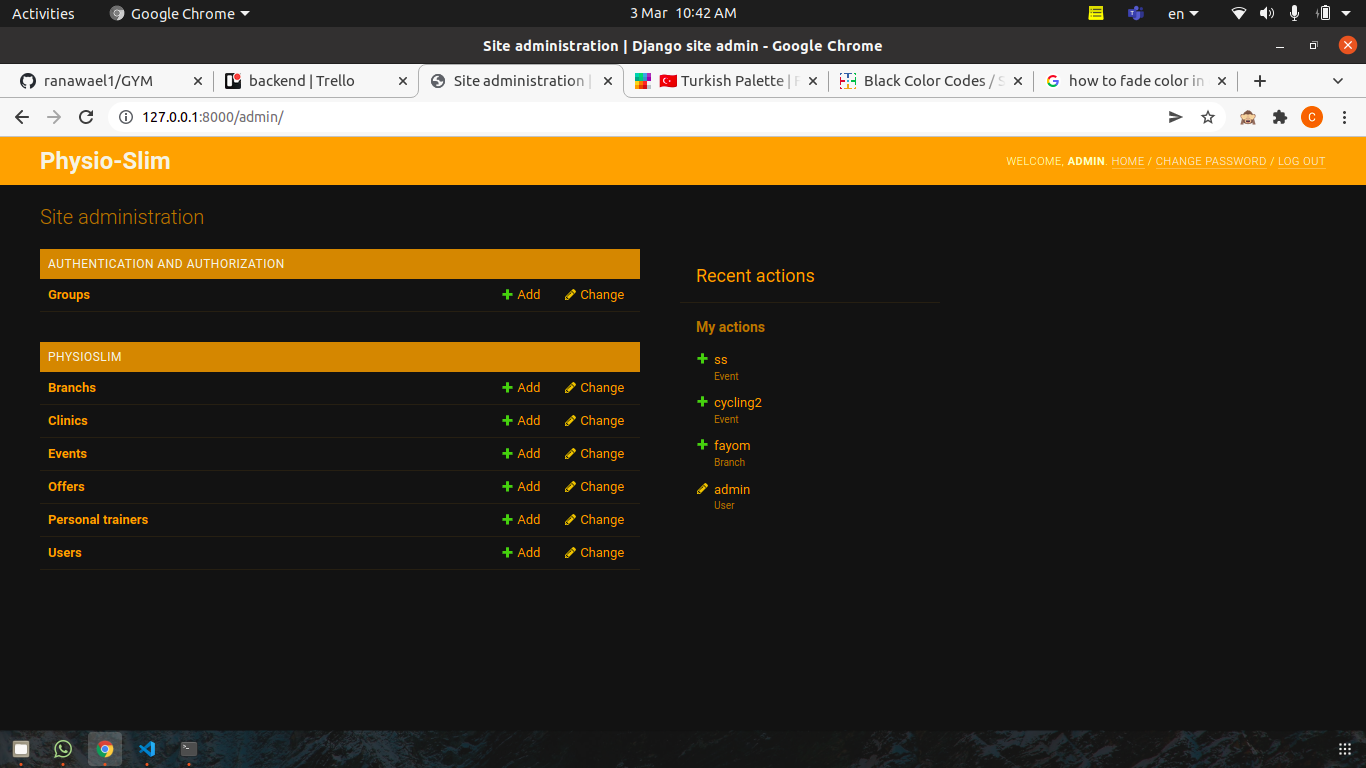 Activities
Google Chrome
3 Mar 10:42 AM
en
Site administration | Django site admin - Google Chrome
ranawael1/GYM
backend | Trello
Site administration |
Turkish Palette | F
Black Color Codes / S
how to fade color in
127.0.0.1:8000/admin/
C
Physio-Slim
WELCOME, ADMIN. HOME / CHANGE PASSWORD / LOG OUT
Site administration
AUTHENTICATION AND AUTHORIZATION
Groups Add Change
PHYSIOSLIM
Branchs Add Change
Clinics Add Change
Events Add Change
Offers Add Change
Personal trainers Add Change
Users Add Change
Recent actions
My actions
ss
Event
cycling2
Event
fayom
Branch
admin
User